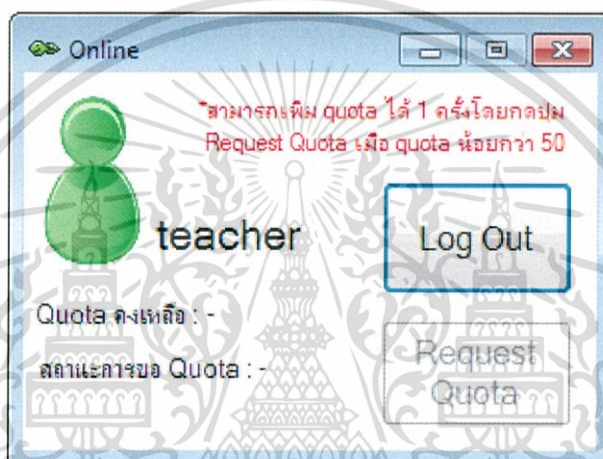 Online
*สามารถเพิ่ม quota ได้ 1 ครั้งโดยกดปุ่ม
Request Quota เมื่อ quota น้อยกว่า 50
teacher
Log Out
Quota คงเหลือ : -
สถานะการขอ Quota : -
Request
Quota